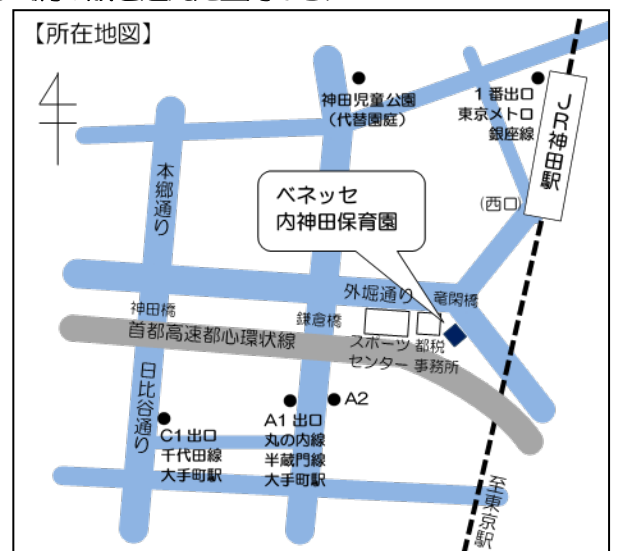 【所在地図】
神田児童公園
（代替園庭）
1番出口
東京メトロ
銀座線
JR神田駅
(西口)
本郷通り
ベネッセ
内神田保育園
外堀通り
竜閑橋
神田橋
鎌倉橋
首都高速都心環状線
スポーツ
センター
都税
事務所
日比谷通り
C1出口
千代田線
大手町駅
A1出口
丸の内線
半蔵門線
大手町駅
A2
至東京駅